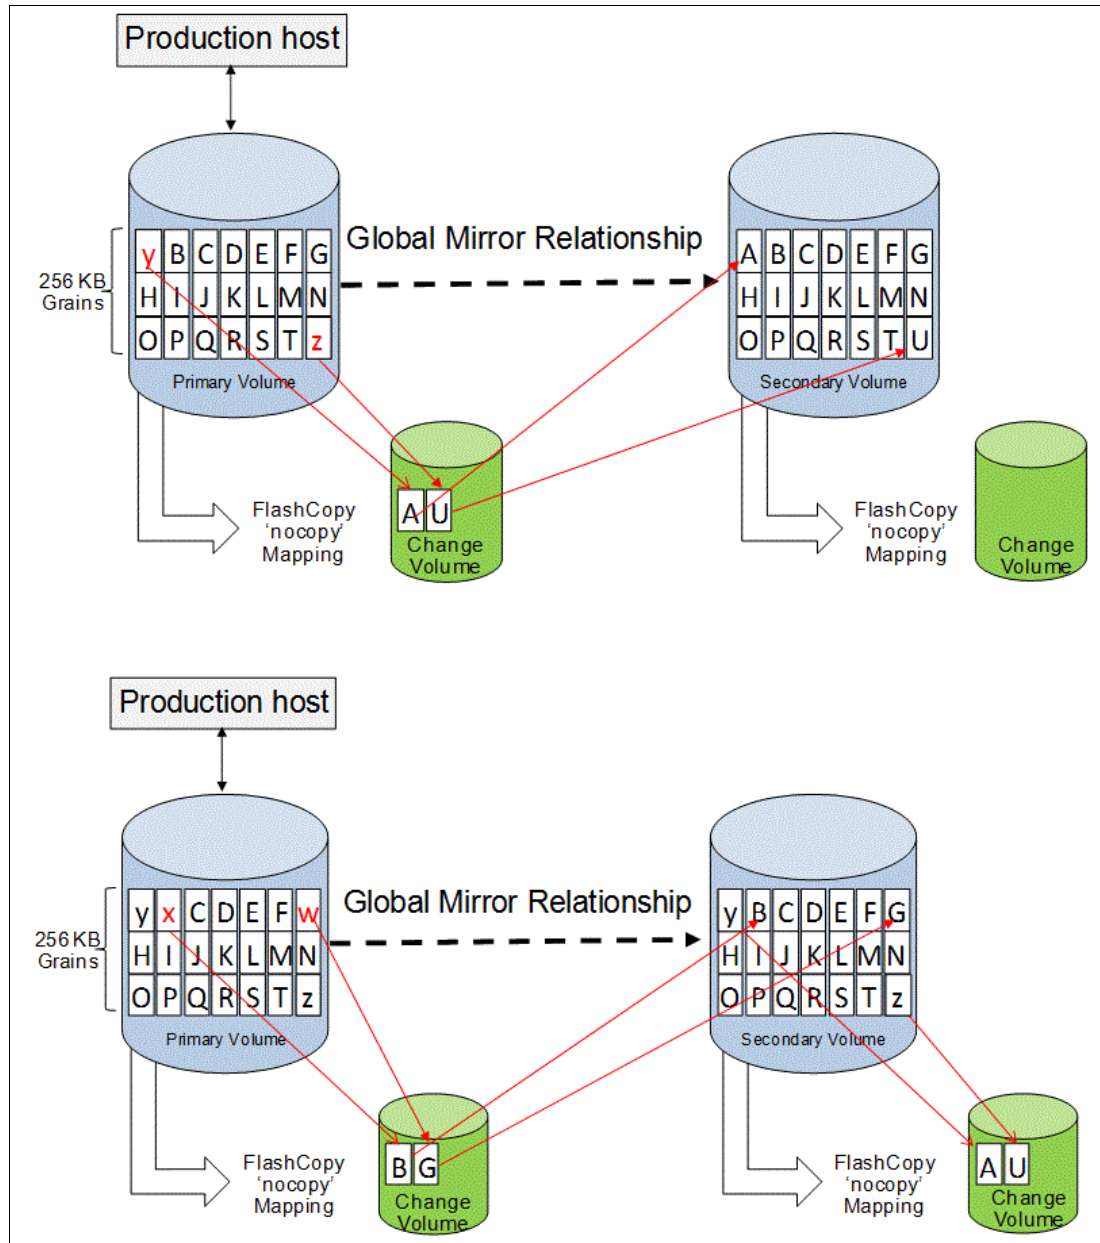 Production host
Global Mirror Relationship
256 KB
Grains
y B C D E F G
H I J K L M N
O P Q R S T z
Primary Volume
A B C D E F G
H I J K L M N
O P Q R S T U
Secondary Volume
FlashCopy
‘nocopy’
Mapping
A U
Change
Volume
FlashCopy
‘nocopy’
Mapping
Change
Volume
Production host
Global Mirror Relationship
256 KB
Grains
y x C D E F w
H I J K L M N
O P Q R S T z
Primary Volume
y B C D E F G
H I J K L M N
O P Q R S T z
Secondary Volume
FlashCopy
‘nocopy’
Mapping
B G
Change
Volume
FlashCopy
‘nocopy’
Mapping
A U
Change
Volume